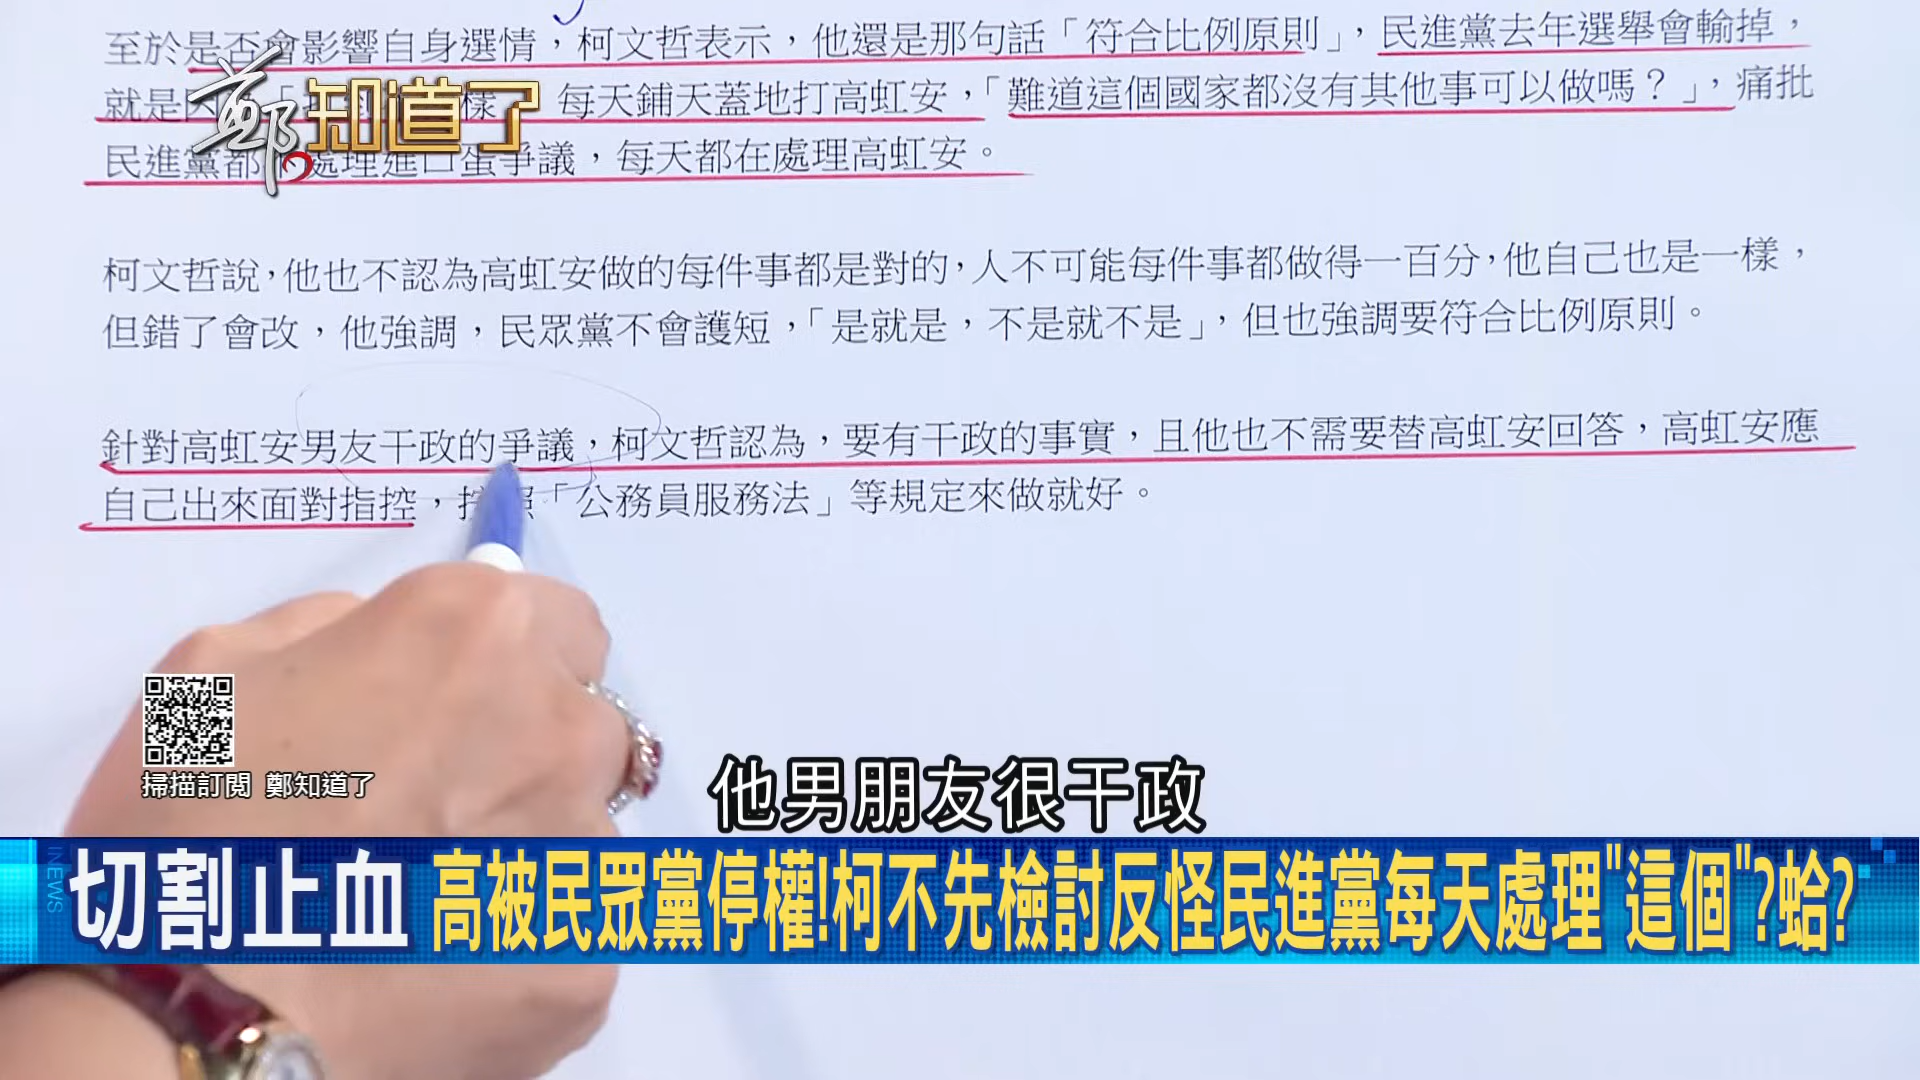 至於是否會影響自身選情，柯文哲表示，他還是那句話「符合比例原則」，民進黨去年選舉會輸掉，
就是因 樣 每天鋪天蓋地打高虹安，「難道這個國家都沒有其他事可以做嗎？」，痛批
民進黨都不處理進口蛋爭議，每天都在處理高虹安。
鄭知道了
柯文哲說，他也不認為高虹安做的每件事都是對的，人不可能每件事都做得一百分，他自己也是一樣，
但錯了會改，他強調，民眾黨不會護短，「是就是，不是就不是」，但也強調要符合比例原則。
針對高虹安男友干政的爭議，柯文哲認為，要有干政的事實，且他也不需要替高虹安回答，高虹安應
自己出來面對指控，按照「公務員服務法」等規定來做就好。
掃描訂閱 鄭知道了
他男朋友很干政
INEWS
切割止血 高被民眾黨停權!柯不先檢討反怪民進黨每天處理"這個"?蛤?